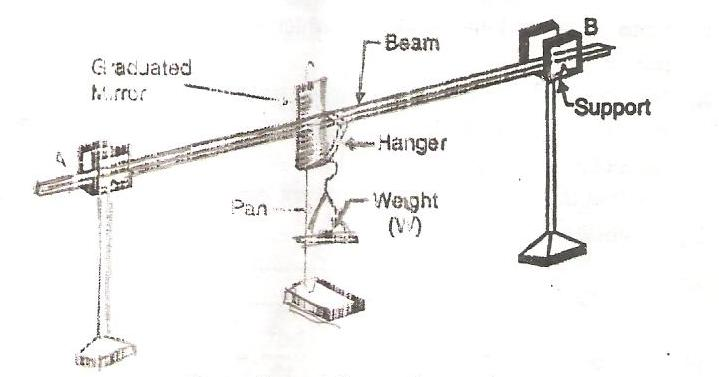 Graduated
Mirror
Beam
B
Support
Hanger
A
Pan
Weight
(W)